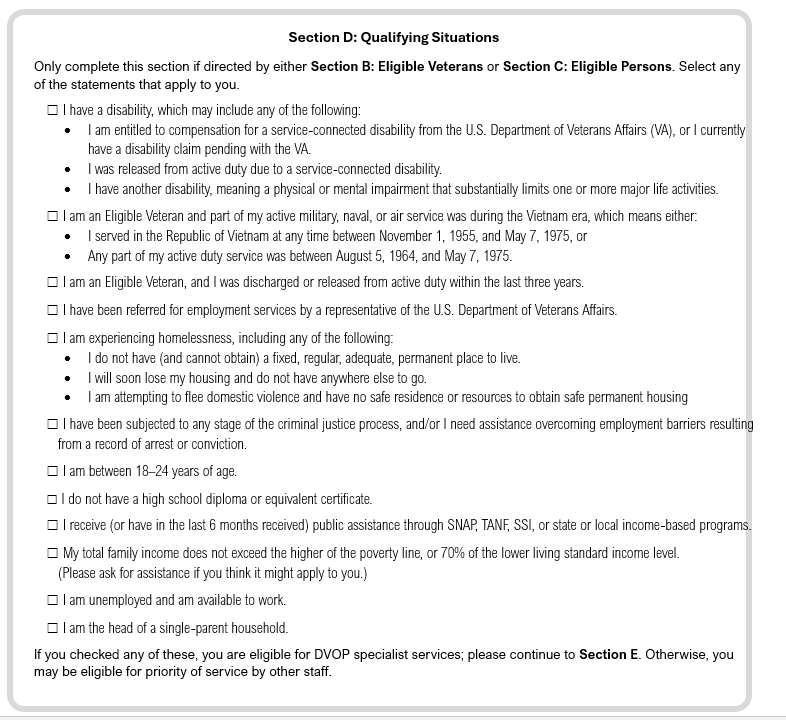 Section D: Qualifying Situations
Only complete this section if directed by either Section B: Eligible Veterans or Section C: Eligible Persons. Select any
of the statements that apply to you.
☐ I have a disability, which may include any of the following:
• I am entitled to compensation for a service-connected disability from the U.S. Department of Veterans Affairs (VA), or I currently
have a disability claim pending with the VA.
• I was released from active duty due to a service-connected disability.
• I have another disability, meaning a physical or mental impairment that substantially limits one or more major life activities.
☐ I am an Eligible Veteran and part of my active military, naval, or air service was during the Vietnam era, which means either:
• I served in the Republic of Vietnam at any time between November 1, 1955, and May 7, 1975, or
• Any part of my active duty service was between August 5, 1964, and May 7, 1975.
☐ I am an Eligible Veteran, and I was discharged or released from active duty within the last three years.
☐ I have been referred for employment services by a representative of the U.S. Department of Veterans Affairs.
☐ I am experiencing homelessness, including any of the following:
• I do not have (and cannot obtain) a fixed, regular, adequate, permanent place to live.
• I will soon lose my housing and do not have anywhere else to go.
• I am attempting to flee domestic violence and have no safe residence or resources to obtain safe permanent housing
☐ I have been subjected to any stage of the criminal justice process, and/or I need assistance overcoming employment barriers resulting
from a record of arrest or conviction.
☐ I am between 18–24 years of age.
☐ I do not have a high school diploma or equivalent certificate.
☐ I receive (or have in the last 6 months received) public assistance through SNAP, TANF, SSI, or state or local income-based programs.
☐ My total family income does not exceed the higher of the poverty line, or 70% of the lower living standard income level.
(Please ask for assistance if you think it might apply to you.)
☐ I am unemployed and am available to work.
☐ I am the head of a single-parent household.
If you checked any of these, you are eligible for DVOP specialist services; please continue to Section E. Otherwise, you
may be eligible for priority of service by other staff.